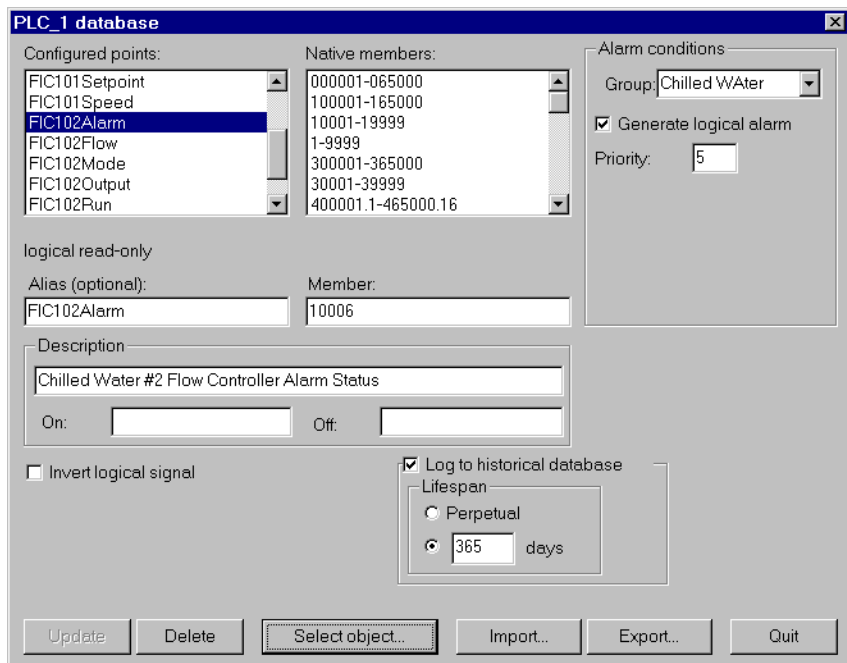 PLC_1 database
Configured points:
FIC101Setpoint
FIC101Speed
FIC102Alarm
FIC102Flow
FIC102Mode
FIC102Output
FIC102Run
Native members:
000001-065000
100001-165000
10001-19999
1-9999
300001-365000
30001-39999
400001.1-465000.16
Alarm conditions
Group: Chilled WAter
Generate logical alarm
Priority: 5
logical read-only
Alias (optional):
FIC102Alarm
Member:
10006
Description
Chilled Water #2 Flow Controller Alarm Status
On: Off:
Invert logical signal
Log to historical database
Lifespan
Perpetual
365 days
Update Delete Select object... Import... Export... Quit